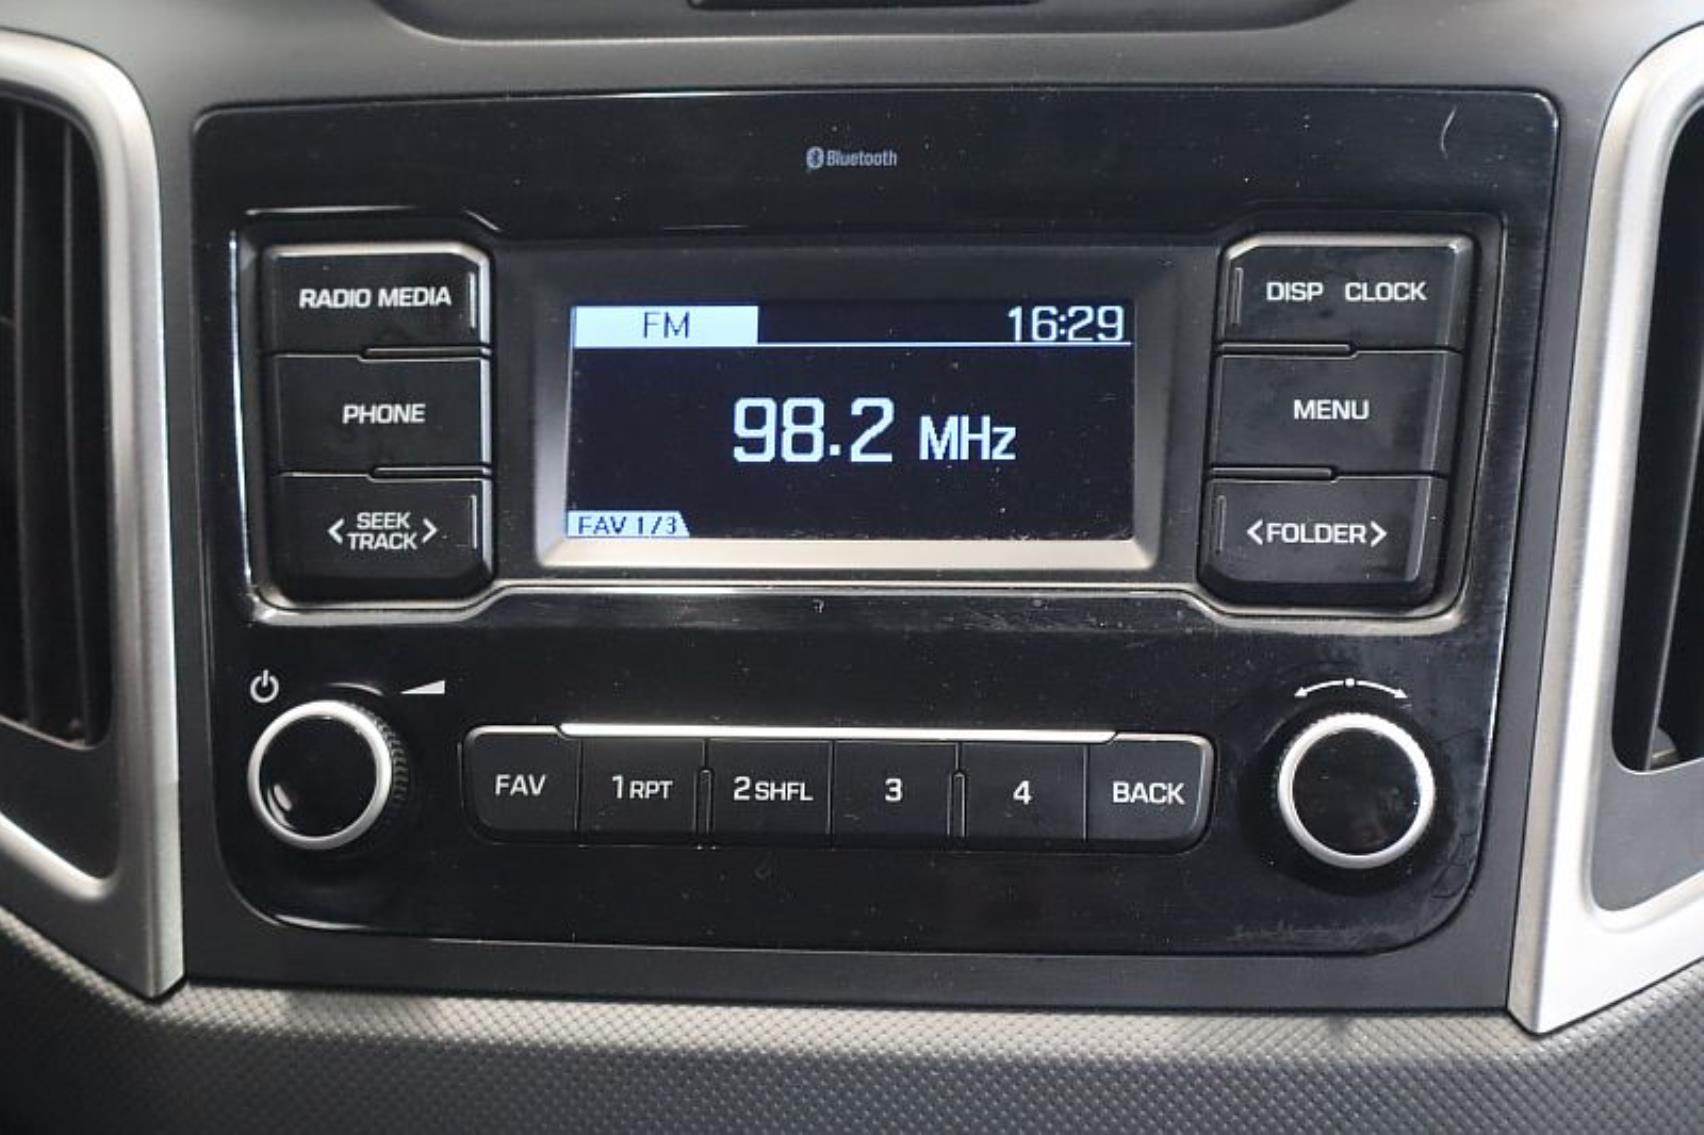 Bluetooth
RADIO MEDIA
PHONE
< SEEK >
TRACK
FM 16:29
98.2 MHz
FAV 1/3
DISP CLOCK
MENU
<FOLDER>
FAV
1 RPT
2 SHFL
3
4
BACK